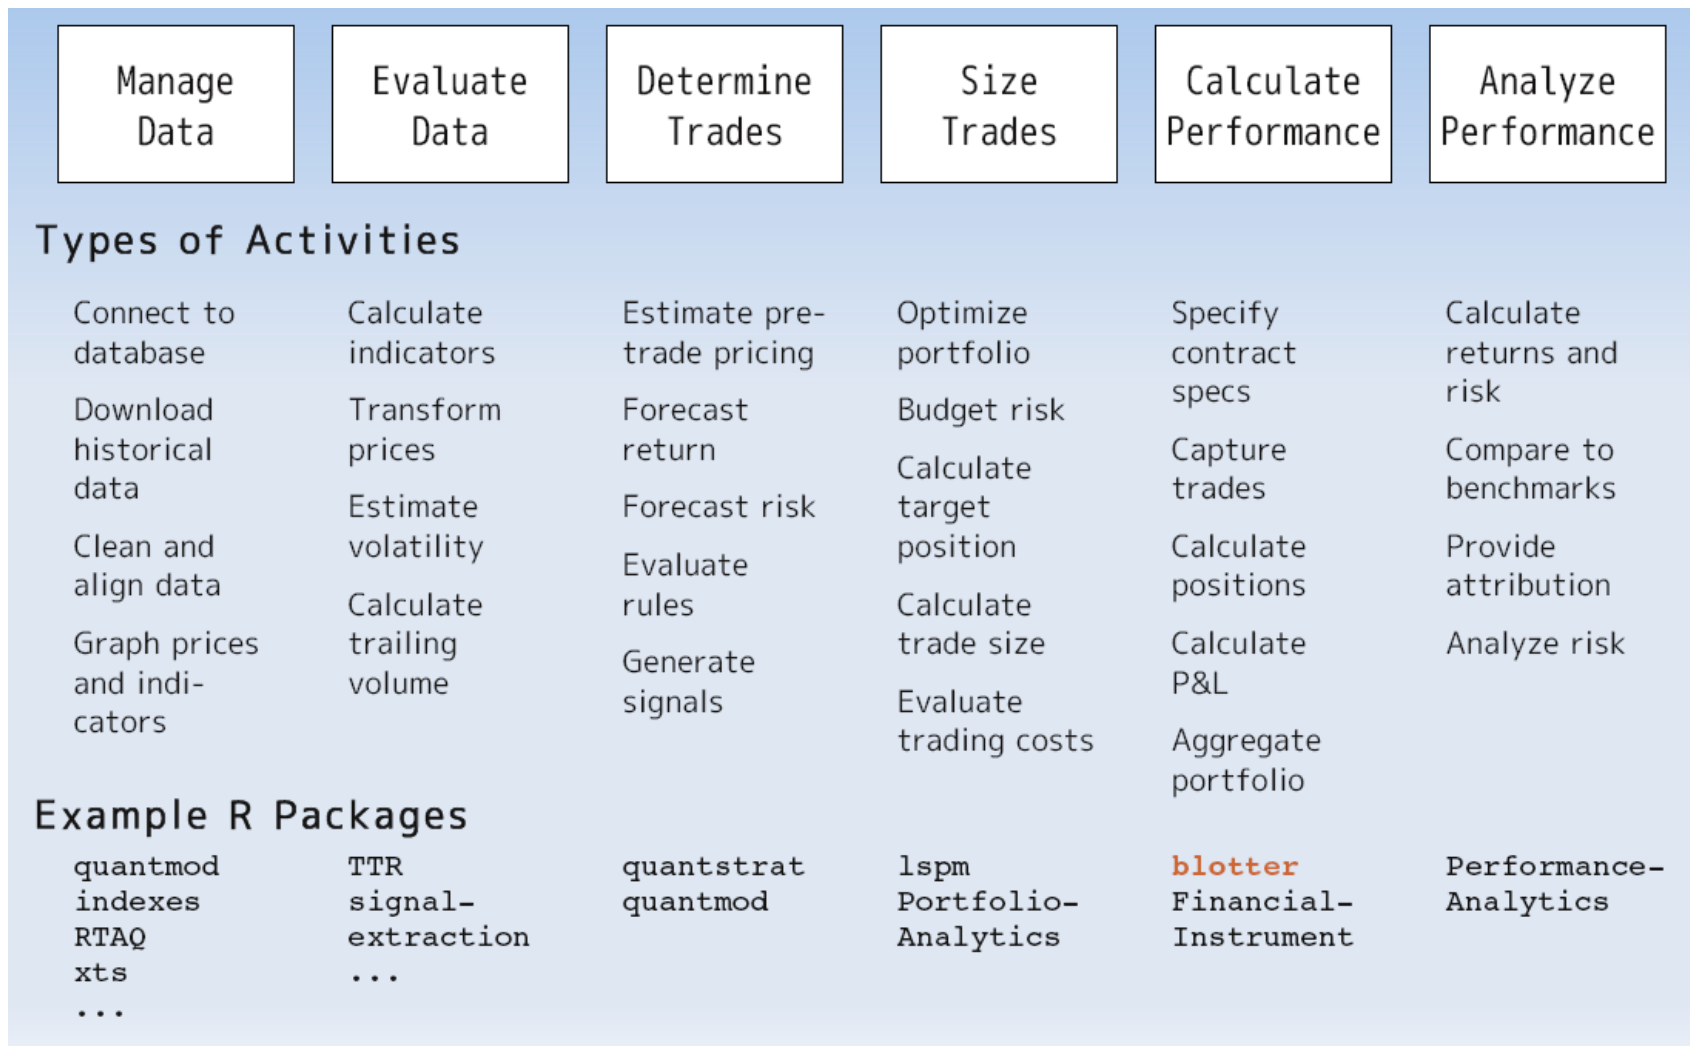 Manage
Data
Evaluate
Data
Determine
Trades
Size
Trades
Calculate
Performance
Analyze
Performance
Types of Activities
Connect to
database
Download
historical
data
Clean and
align data
Graph prices
and indi-
cators
Calculate
indicators
Transform
prices
Estimate
volatility
Calculate
trailing
volume
Estimate pre-
trade pricing
Forecast
return
Forecast risk
Evaluate
rules
Generate
signals
Optimize
portfolio
Budget risk
Calculate
target
position
Calculate
trade size
Evaluate
trading costs
Specify
contract
specs
Capture
trades
Calculate
positions
Calculate
P&L
Aggregate
portfolio
Calculate
returns and
risk
Compare to
benchmarks
Provide
attribution
Analyze risk
Example R Packages
quantmod
indexes
RTAQ
xts
...
TTR
signal-
extraction
...
quantstrat
quantmod
lspm
Portfolio-
Analytics
blotter
Financial-
Instrument
Performance-
Analytics